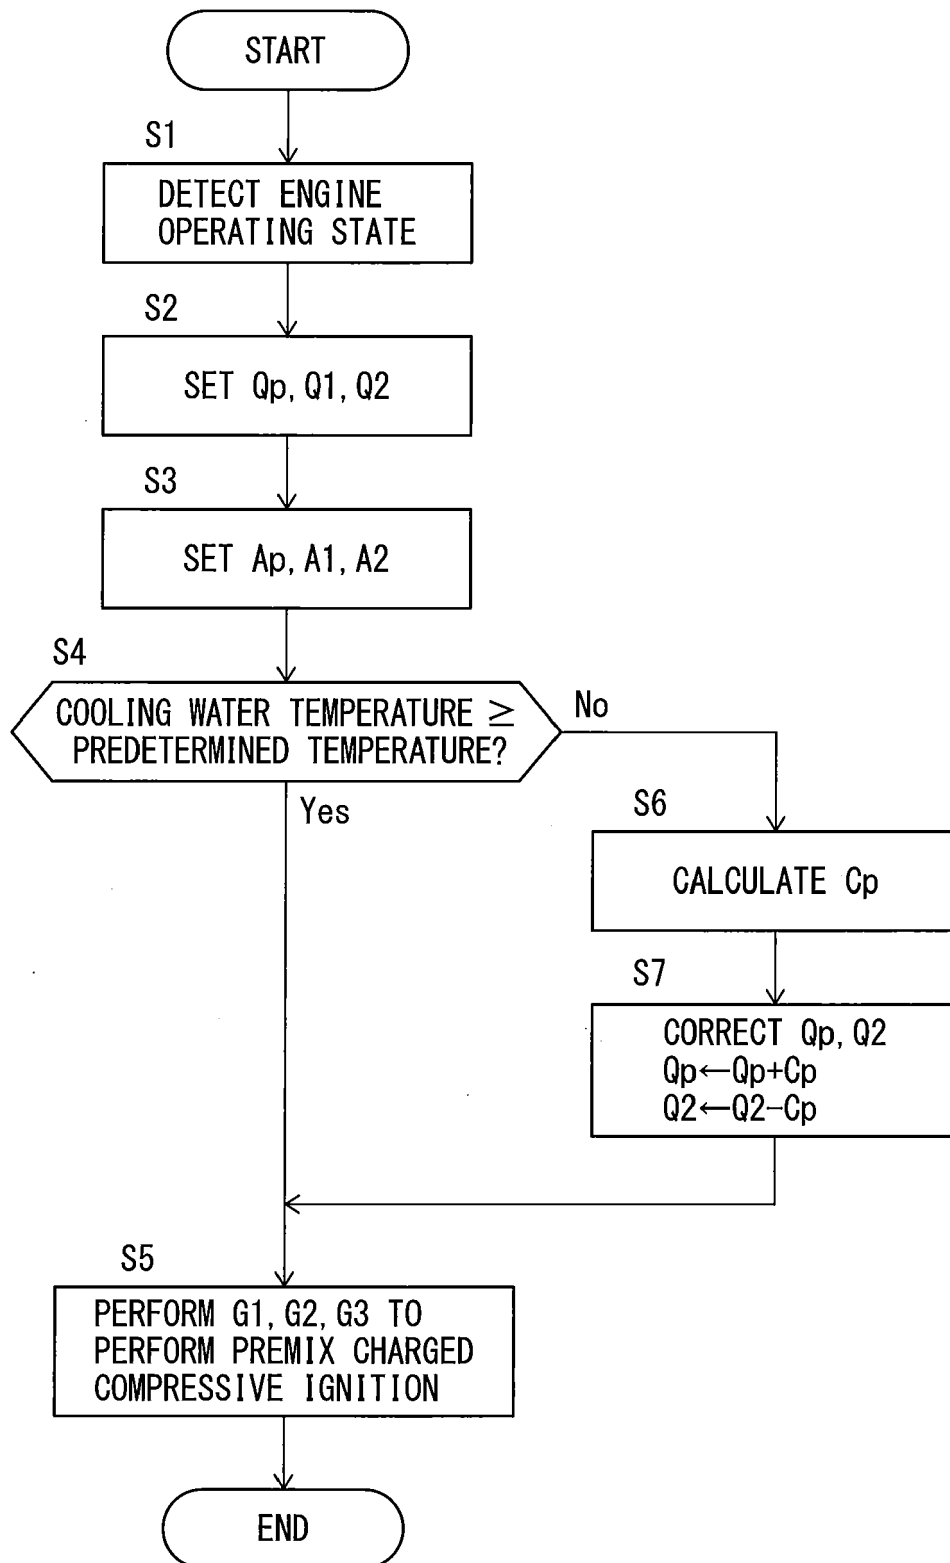 START
S1
DETECT ENGINE
OPERATING STATE
S2
SET Qp, Q1, Q2
S3
SET Ap, A1, A2
S4
COOLING WATER TEMPERATURE ≥
PREDETERMINED TEMPERATURE?
No
Yes
S6
CALCULATE Cp
S7
CORRECT Qp, Q2
Qp←Qp+Cp
Q2←Q2−Cp
S5
PERFORM G1, G2, G3 TO
PERFORM PREMIX CHARGED
COMPRESSIVE IGNITION
END